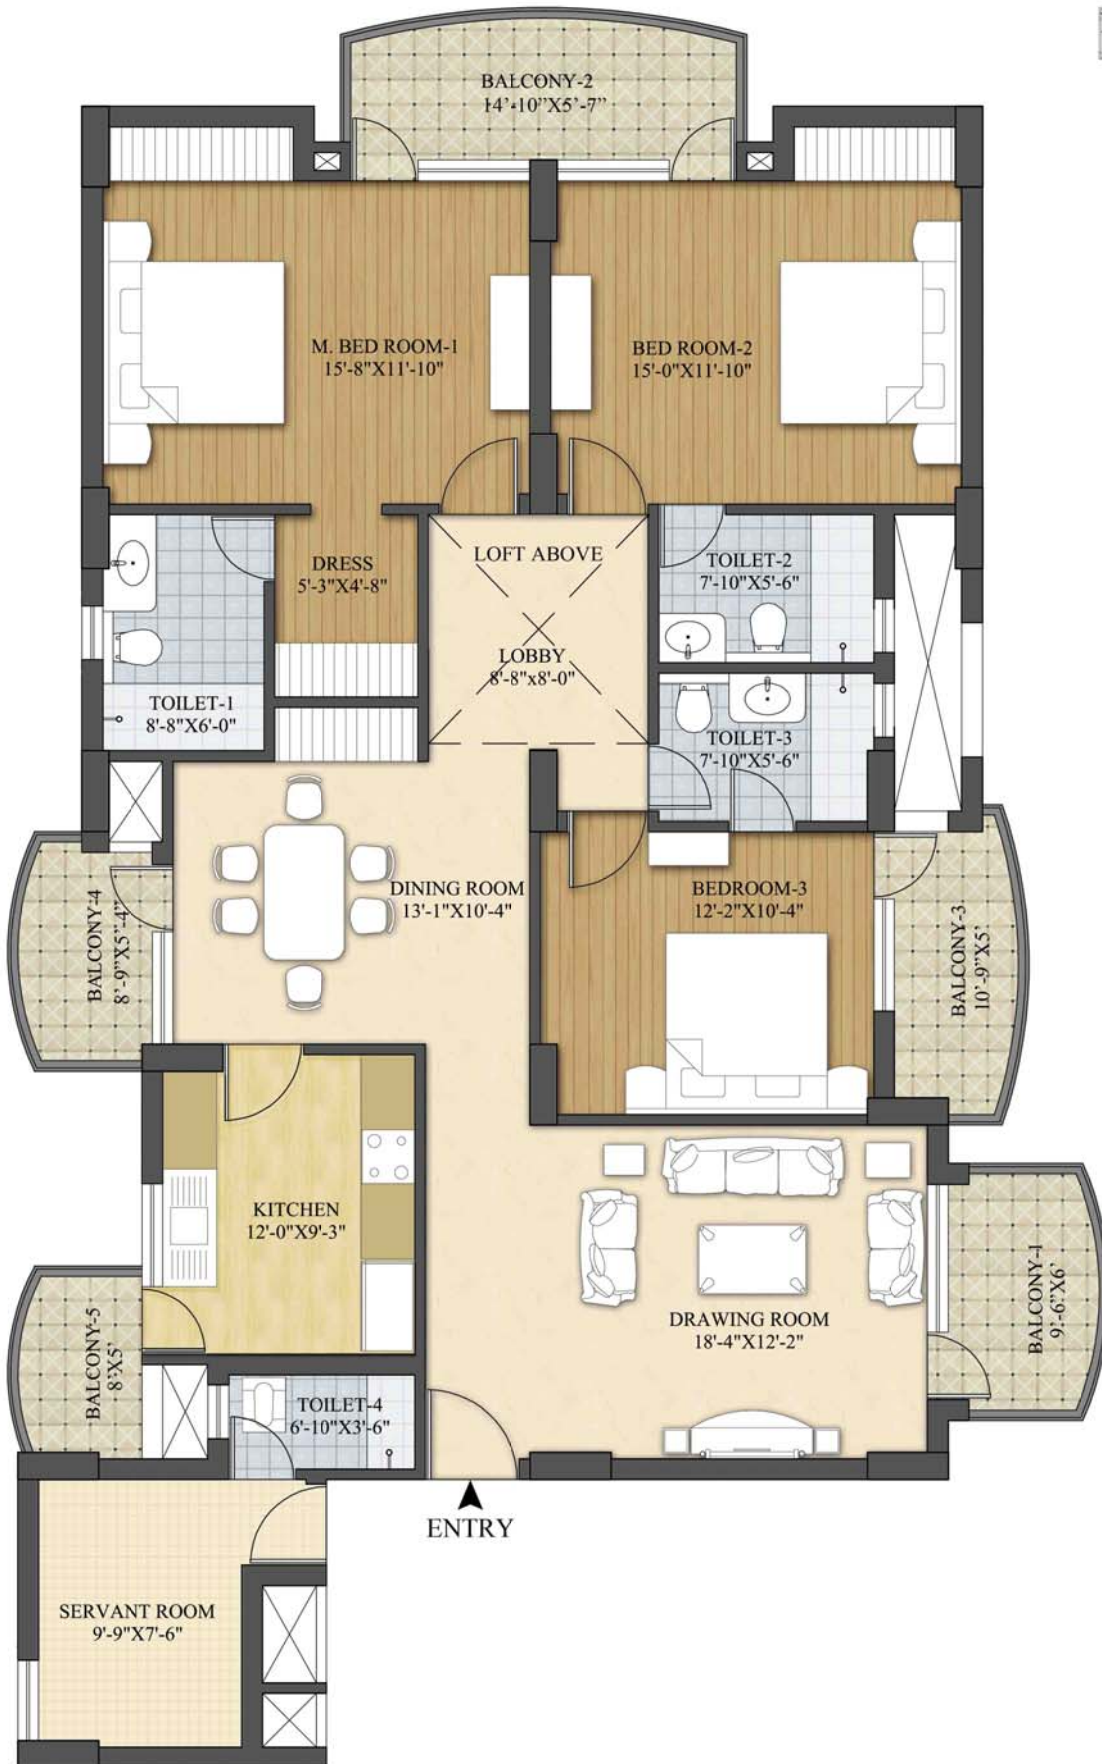 BALCONY-2
14'-10"X5'-7"
M. BED ROOM-1
15'-8"X11'-10"
BED ROOM-2
15'-0"X11'-10"
LOFT ABOVE
DRESS
5'-3"X4'-8"
TOILET-2
7'-10"X5'-6"
LOBBY
8'-8"x8'-0"
TOILET-1
8'-8"X6'-0"
TOILET-3
7'-10"X5'-6"
DINING ROOM
13'-1"X10'-4"
BEDROOM-3
12'-2"X10'-4"
BALCONY-4
8'-9"X5'-4"
BALCONY-3
10'-9"X5'
KITCHEN
12'-0"X9'-3"
DRAWING ROOM
18'-4"X12'-2"
BALCONY-1
9'-6"X6'
BALCONY-5
8'X5'
TOILET-4
6'-10"X3'-6"
ENTRY
SERVANT ROOM
9'-9"X7'-6"